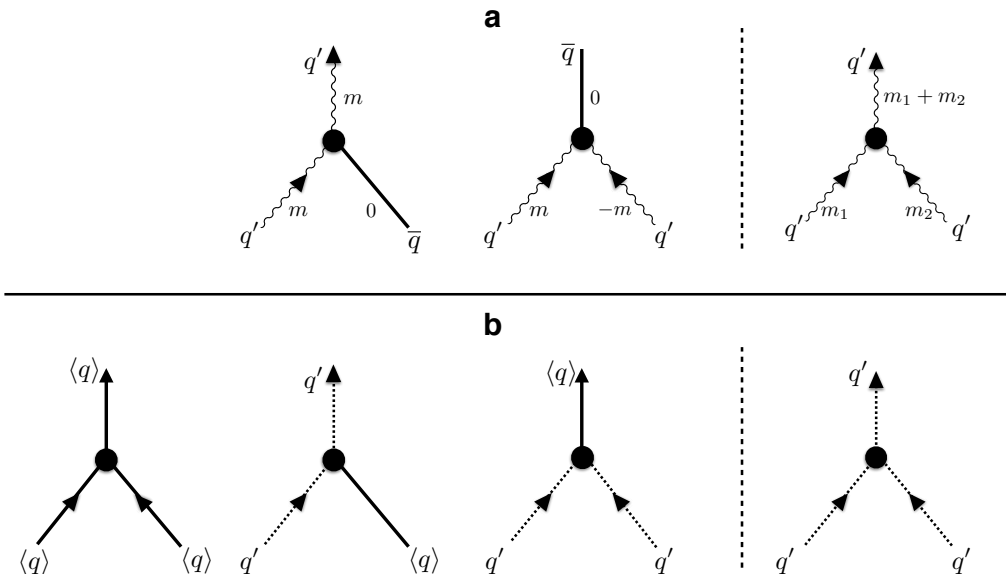 a
q′ q̅ q′
m 0 m₁ + m₂
m 0 m −m m₁ m₂
q′ q̅ q′ q′ q′ q′
b
⟨q⟩ q′ ⟨q⟩ q′
⟨q⟩ ⟨q⟩ q′ ⟨q⟩ q′ q′ q′ q′